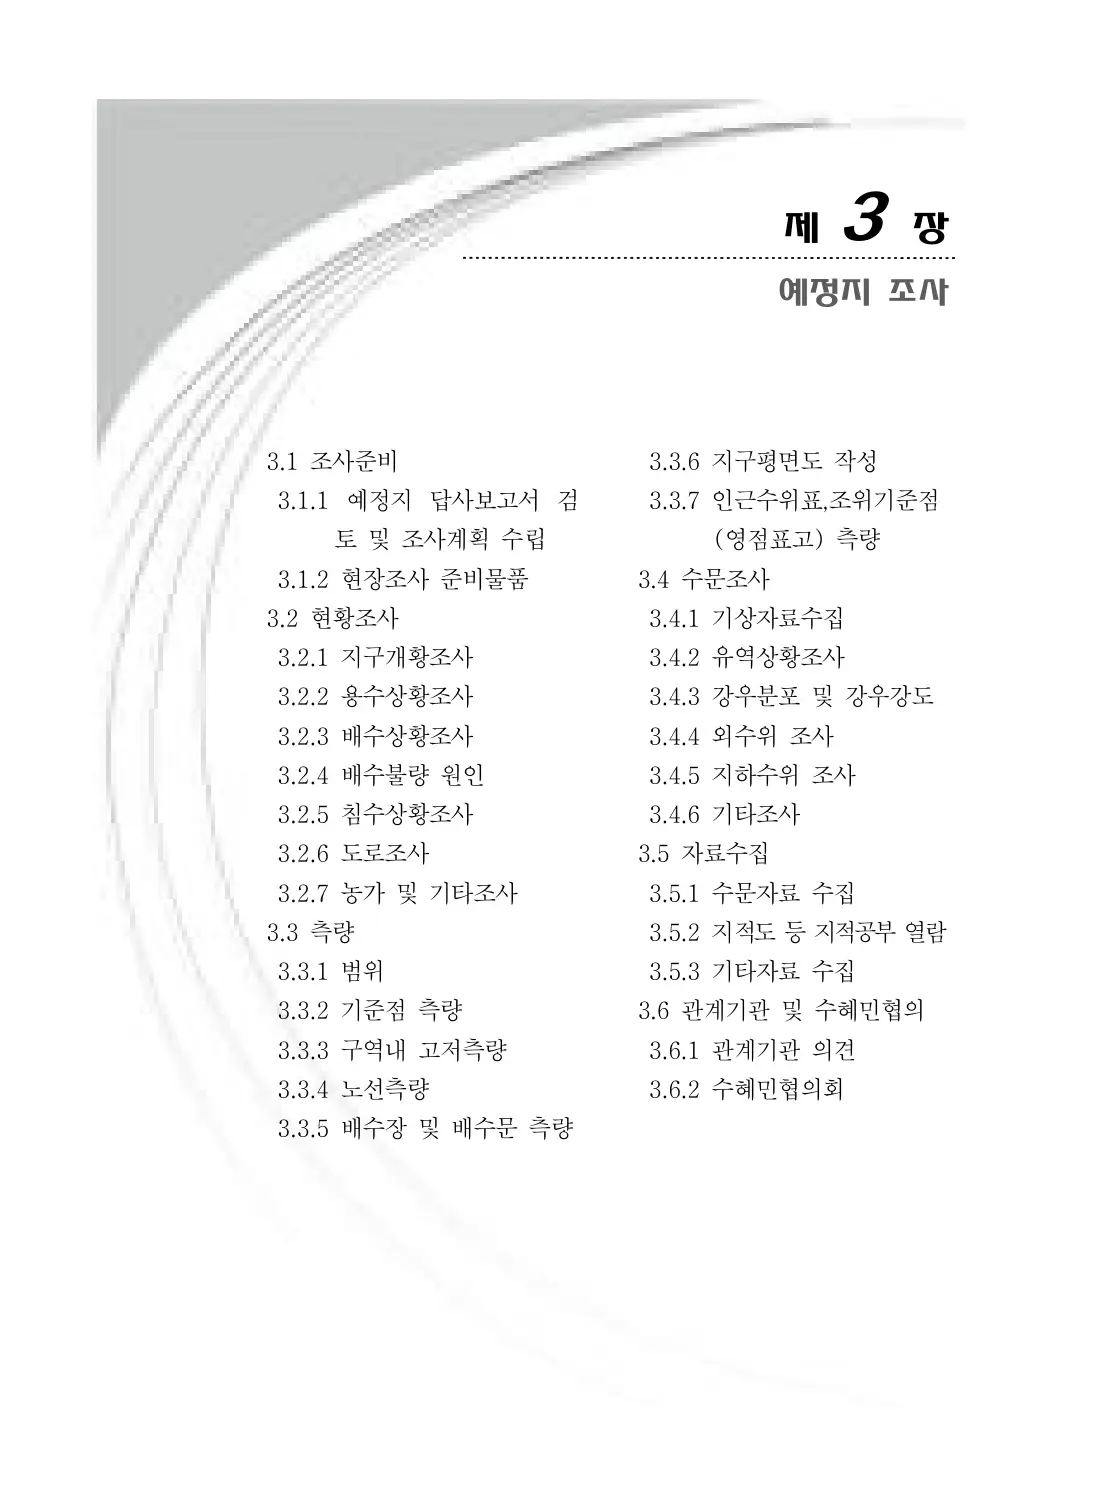 제 3 장
예정지 조사
3.1 조사준비
3.1.1 예정지 답사보고서 검
토 및 조사계획 수립
3.1.2 현장조사 준비물품
3.2 현황조사
3.2.1 지구개황조사
3.2.2 용수상황조사
3.2.3 배수상황조사
3.2.4 배수불량 원인
3.2.5 침수상황조사
3.2.6 도로조사
3.2.7 농가 및 기타조사
3.3 측량
3.3.1 범위
3.3.2 기준점 측량
3.3.3 구역내 고저측량
3.3.4 노선측량
3.3.5 배수장 및 배수문 측량
3.3.6 지구평면도 작성
3.3.7 인근수위표,조위기준점
(영점표고) 측량
3.4 수문조사
3.4.1 기상자료수집
3.4.2 유역상황조사
3.4.3 강우분포 및 강우강도
3.4.4 외수위 조사
3.4.5 지하수위 조사
3.4.6 기타조사
3.5 자료수집
3.5.1 수문자료 수집
3.5.2 지적도 등 지적공부 열람
3.5.3 기타자료 수집
3.6 관계기관 및 수혜민협의
3.6.1 관계기관 의견
3.6.2 수혜민협의회